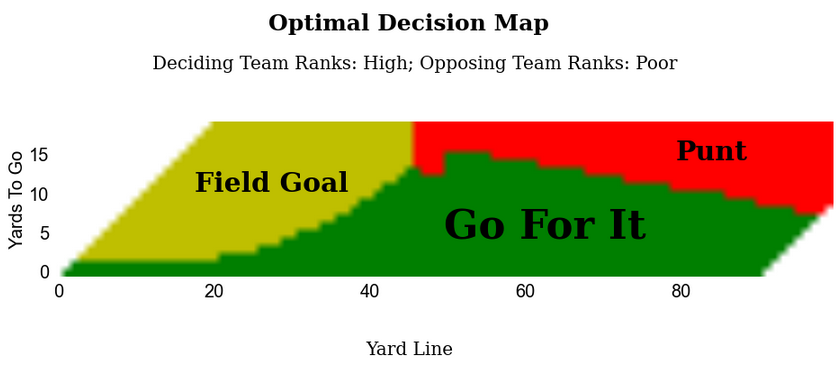 Optimal Decision Map
Deciding Team Ranks: High; Opposing Team Ranks: Poor
Yards To Go
15
10
5
0
Field Goal
Punt
Go For It
0 20 40 60 80
Yard Line